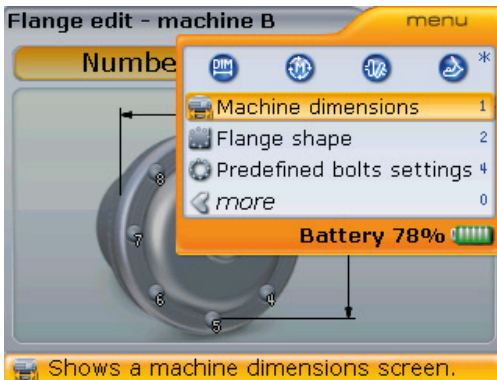 Flange edit - machine B
menu
Numbe
DIM
M
*
Machine dimensions 1
Flange shape 2
Predefined bolts settings 4
more 0
Battery 78%
8
7
6
5
4
Shows a machine dimensions screen.